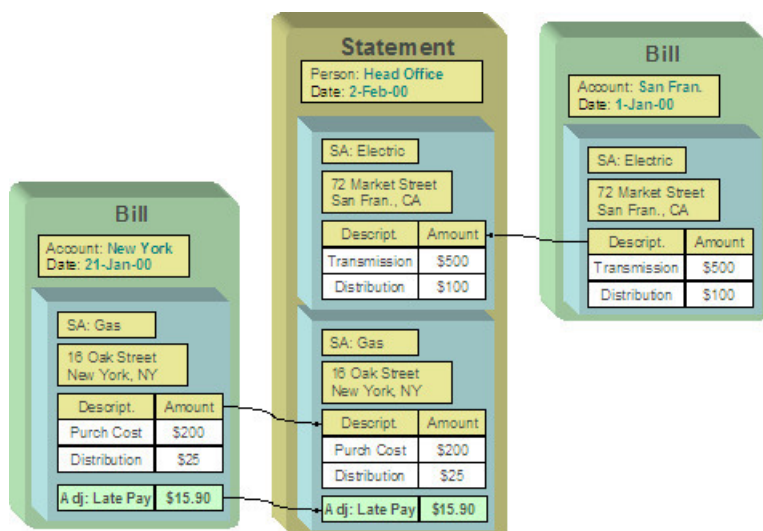 Statement
Person: Head Office
Date: 2-Feb-00
SA: Electric
72 Market Street
San Fran., CA
Descript. Amount
Transmission $500
Distribution $100
SA: Gas
16 Oak Street
New York, NY
Descript. Amount
Purch Cost $200
Distribution $25
Adj: Late Pay $15.90
Bill
Account: San Fran.
Date: 1-Jan-00
SA: Electric
72 Market Street
San Fran., CA
Descript. Amount
Transmission $500
Distribution $100
Bill
Account: New York
Date: 21-Jan-00
SA: Gas
16 Oak Street
New York, NY
Descript. Amount
Purch Cost $200
Distribution $25
Adj: Late Pay $15.90